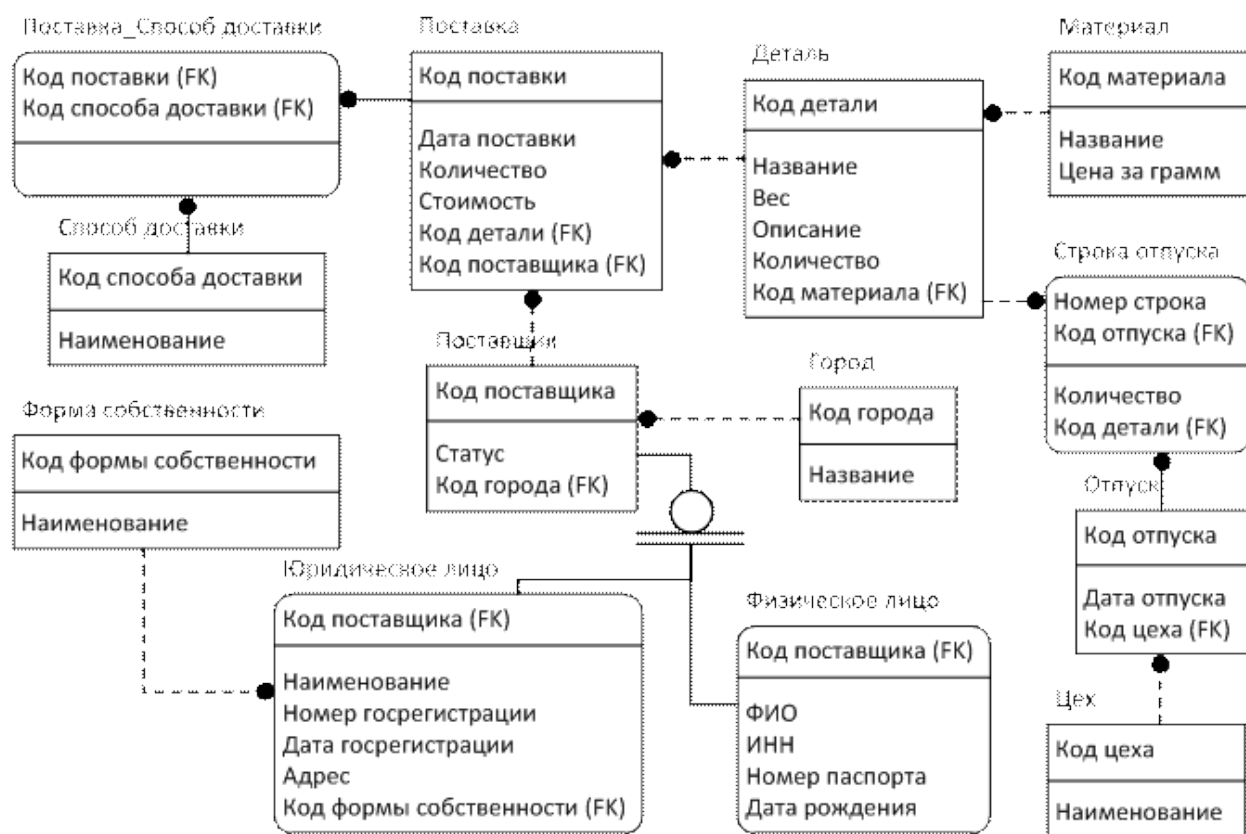 Поставка_Способ доставки
Код поставки (FK)
Код способа доставки (FK)
Поставка
Код поставки
Дата поставки
Количество
Стоимость
Код детали (FK)
Код поставщика (FK)
Деталь
Код детали
Название
Вес
Описание
Количество
Код материала (FK)
Материал
Код материала
Название
Цена за грамм
Способ доставки
Код способа доставки
Наименование
Строка отпуска
Номер строка
Код отпуска (FK)
Количество
Код детали (FK)
Поставщик
Код поставщика
Статус
Код города (FK)
Город
Код города
Название
Форма собственности
Код формы собственности
Наименование
Отпуск
Код отпуска
Дата отпуска
Код цеха (FK)
Юридическое лицо
Код поставщика (FK)
Наименование
Номер госрегистрации
Дата госрегистрации
Адрес
Код формы собственности (FK)
Физическое лицо
Код поставщика (FK)
ФИО
ИНН
Номер паспорта
Дата рождения
Цех
Код цеха
Наименование